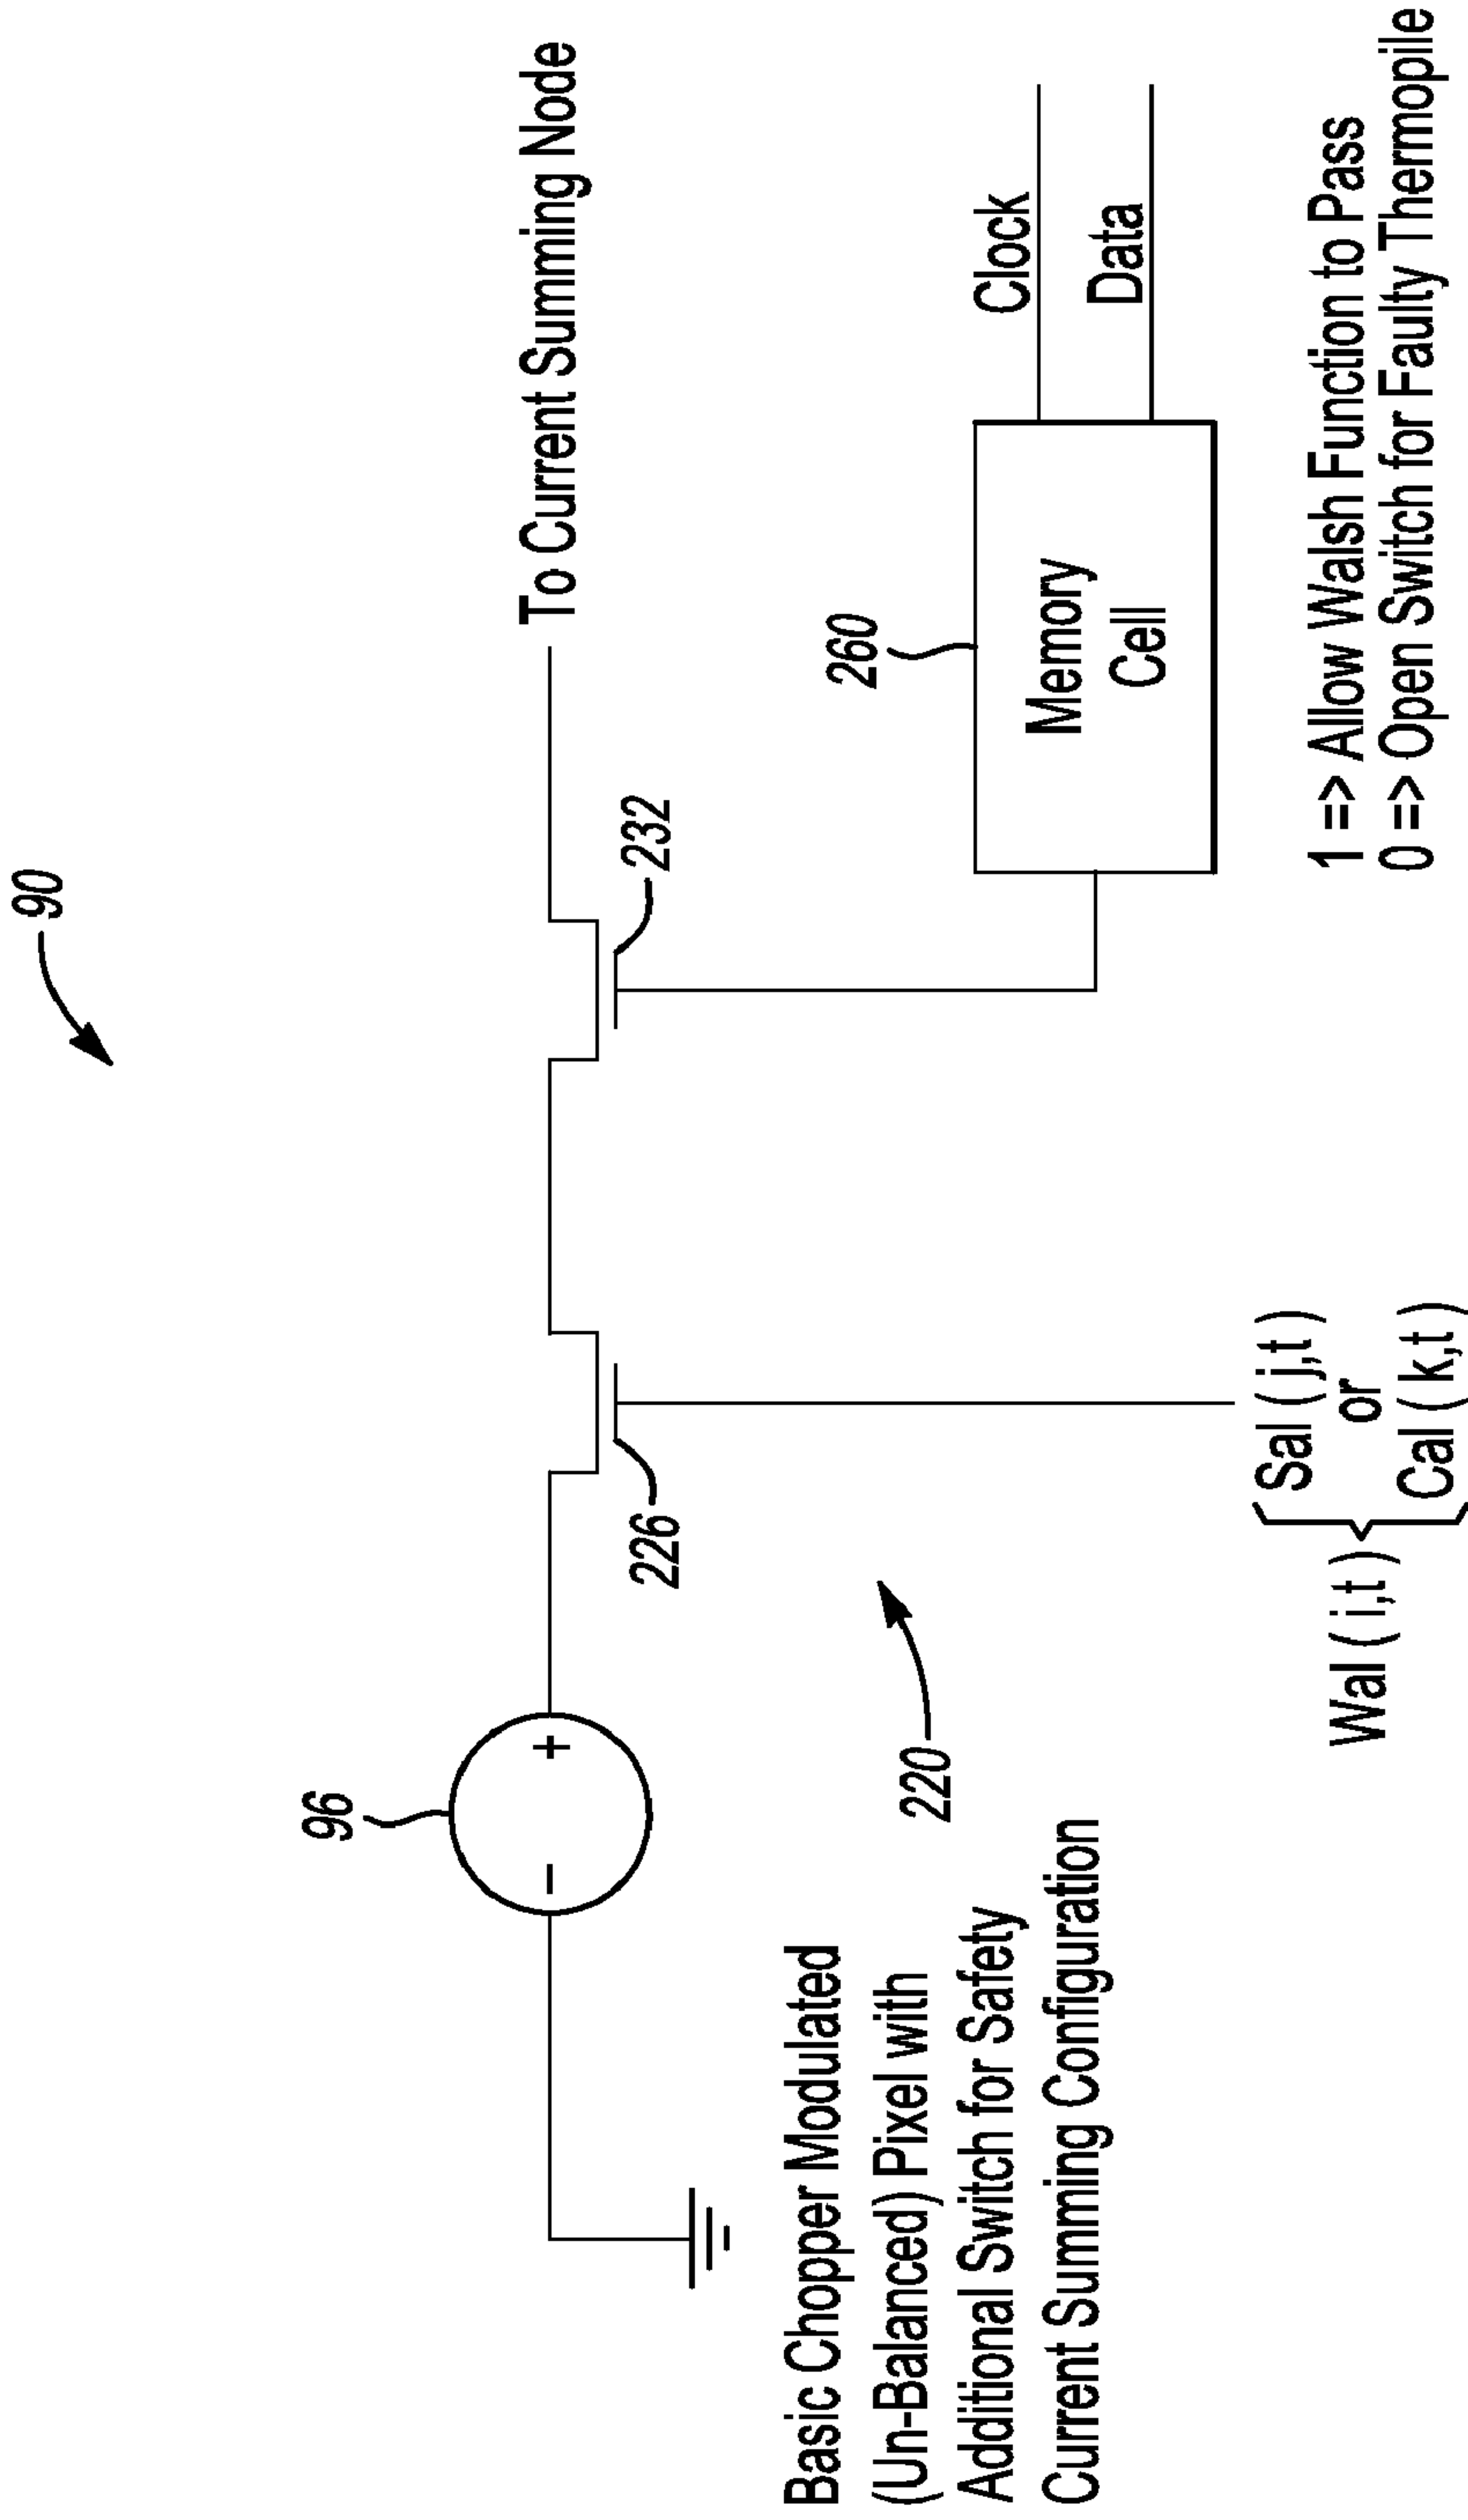 90
To Current Summing Node
96
232
226
260
Clock
Data
Memory
Cell
220
Basic Chopper Modulated
(Un-Balanced) Pixel with
Additional Switch for Safety
Current Summing Configuration
Wal ( i,t )
Sal ( j,t )
or
Cal ( k,t )
1 => Allow Walsh Function to Pass
0 => Open Switch for Faulty Thermopile